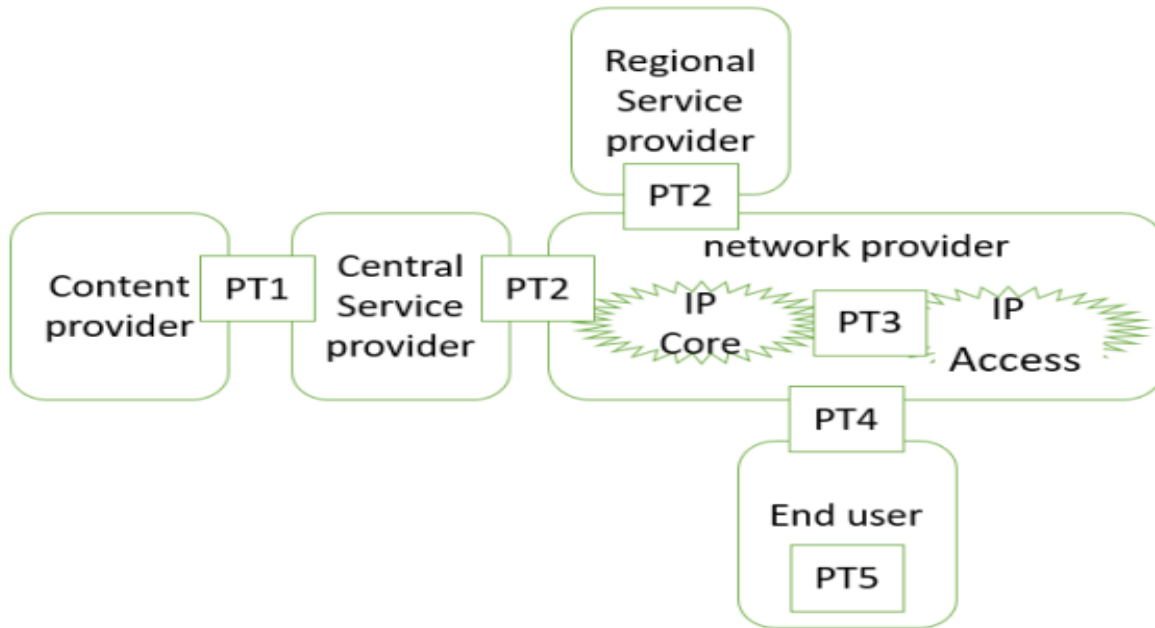 Regional
Service
provider
PT2
Content
provider
PT1
Central
Service
provider
PT2
network provider
IP
Core
PT3
IP
Access
PT4
End user
PT5